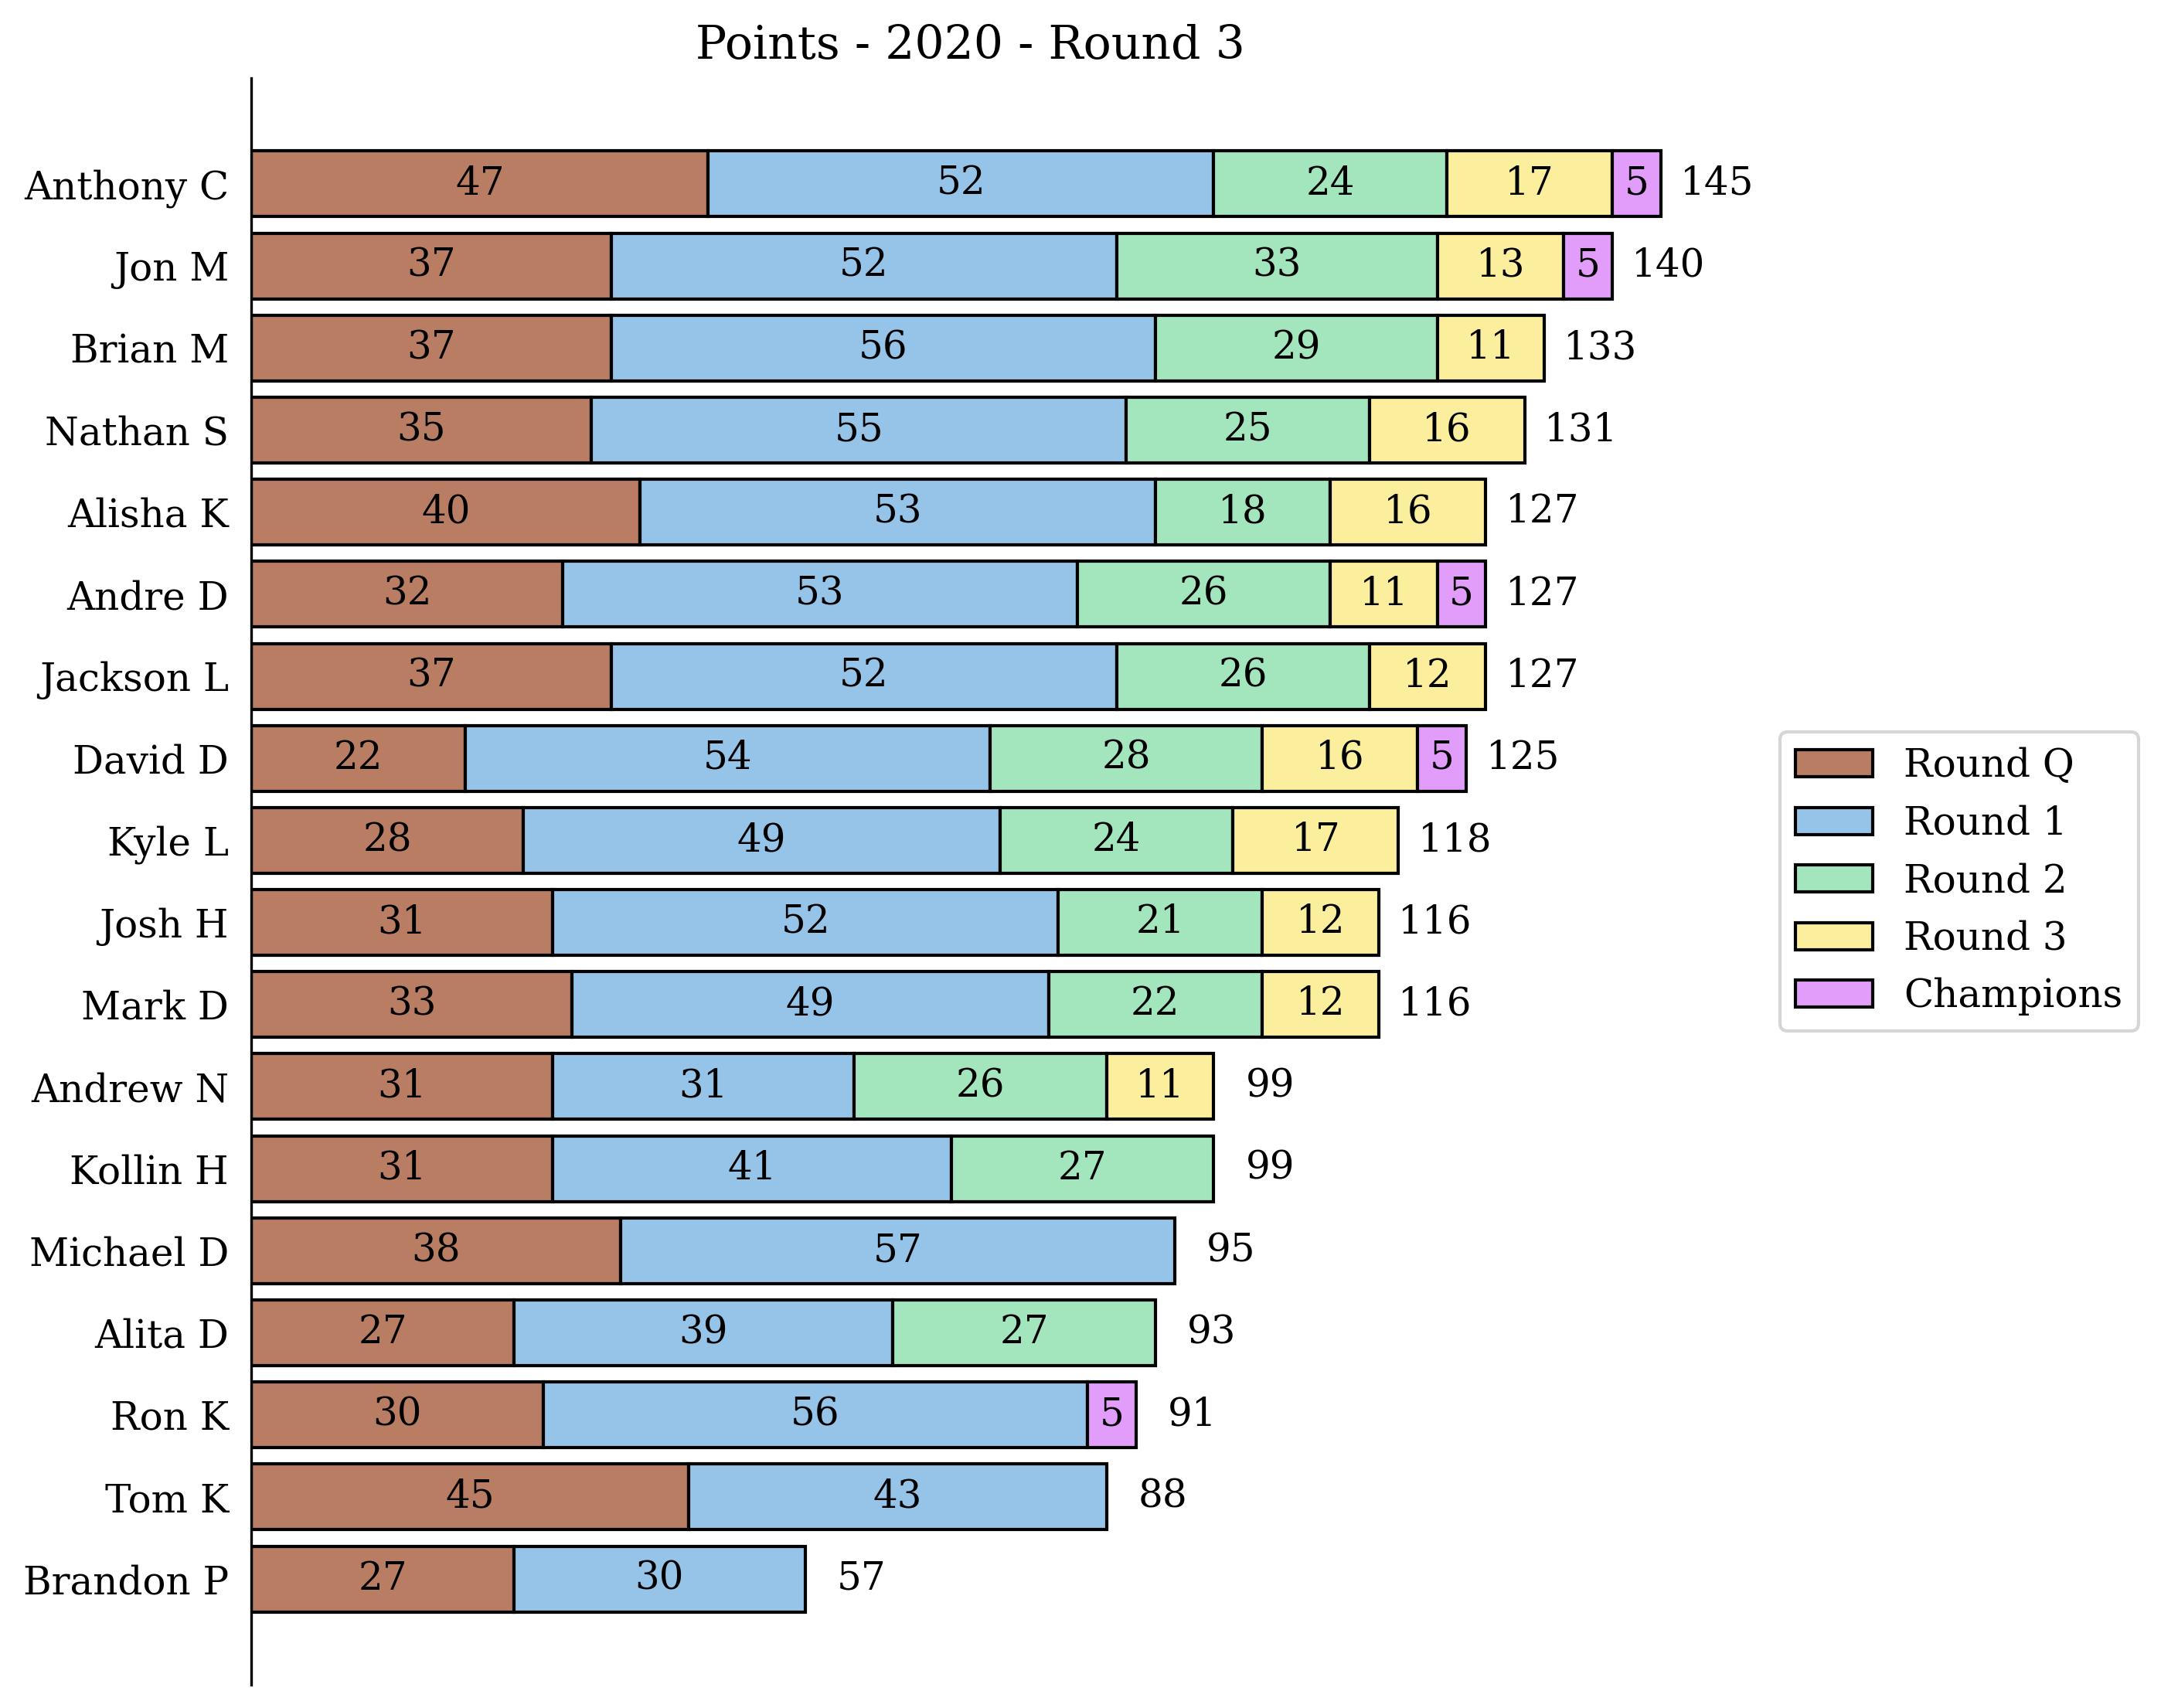 Points - 2020 - Round 3
Anthony C 47 52 24 17 5 145
Jon M 37 52 33 13 5 140
Brian M 37 56 29 11 133
Nathan S 35 55 25 16 131
Alisha K 40 53 18 16 127
Andre D 32 53 26 11 5 127
Jackson L 37 52 26 12 127
David D 22 54 28 16 5 125
Kyle L 28 49 24 17 118
Josh H 31 52 21 12 116
Mark D 33 49 22 12 116
Andrew N 31 31 26 11 99
Kollin H 31 41 27 99
Michael D 38 57 95
Alita D 27 39 27 93
Ron K 30 56 5 91
Tom K 45 43 88
Brandon P 27 30 57
Round Q
Round 1
Round 2
Round 3
Champions